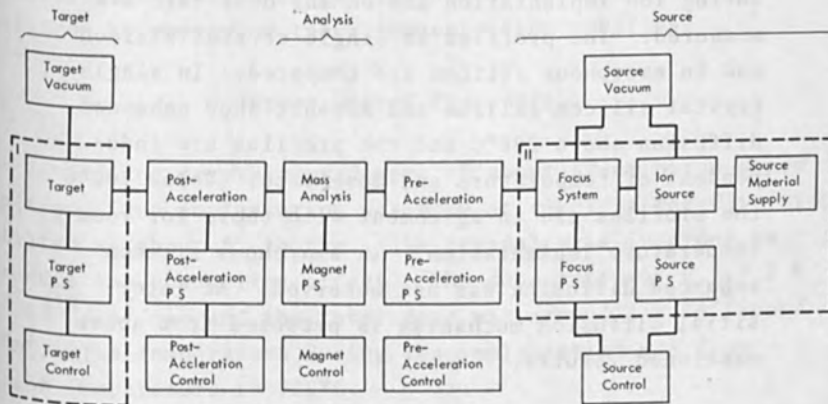 Target
Analysis
Source
Target
Vacuum
Source
Vacuum
II
Target
Post-
Acceleration
Mass
Analysis
Pre-
Acceleration
Focus
System
Ion
Source
Source
Material
Supply
Target
P.S.
Post-
Acceleration
P S
Magnet
P.S.
Pre-
Acceleration
P S
Focus
P S
Source
P S
Target
Control
Post-
Acceleration
Control
Magnet
Control
Pre-
Acceleration
Control
Source
Control